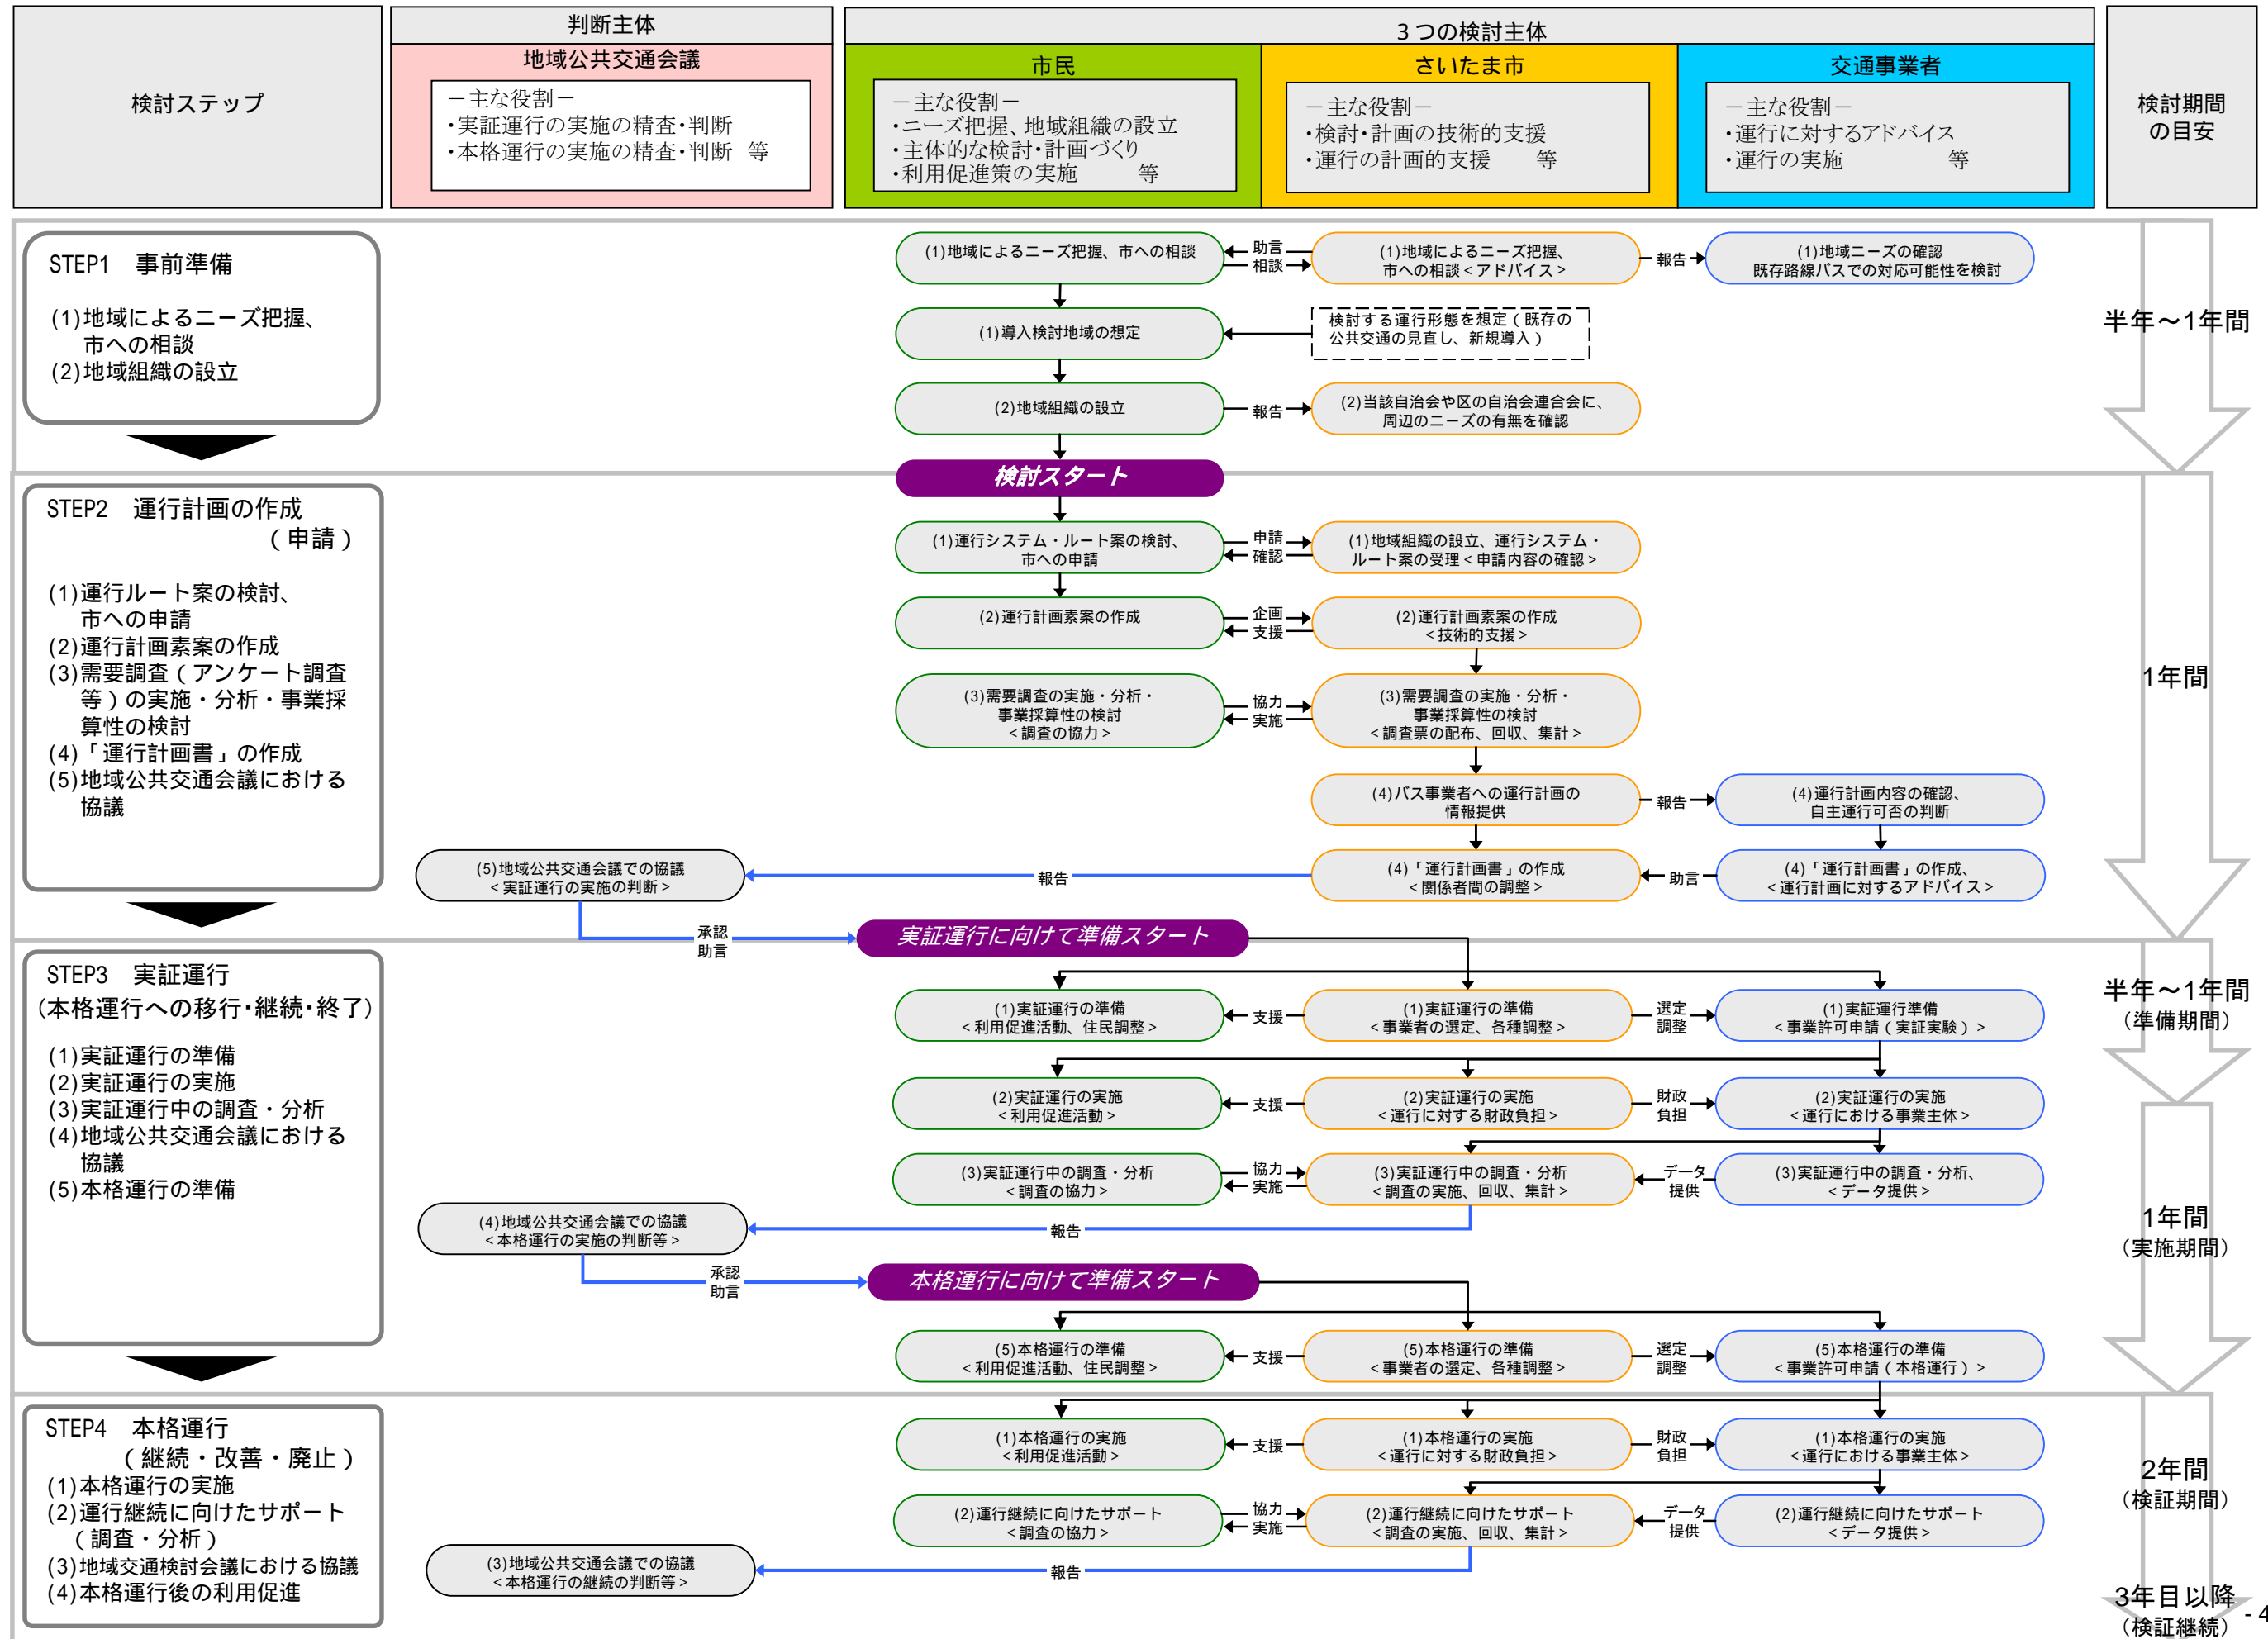 検討ステップ
判断主体
地域公共交通会議
－主な役割－
・実証運行の実施の精査・判断
・本格運行の実施の精査・判断　等
3つの検討主体
市民
－主な役割－
・ニーズ把握、地域組織の設立
・主体的な検討・計画づくり
・利用促進策の実施　　　等
さいたま市
－主な役割－
・検討・計画の技術的支援
・運行の計画的支援　　等
交通事業者
－主な役割－
・運行に対するアドバイス
・運行の実施　　　　　等
検討期間
の目安
STEP1　事前準備
(1)地域によるニーズ把握、
市への相談
(2)地域組織の設立
(1)地域によるニーズ把握、市への相談
助言
相談
(1)地域によるニーズ把握、
市への相談＜アドバイス＞
報告
(1)地域ニーズの確認
既存路線バスでの対応可能性を検討
(1)導入検討地域の想定
検討する運行形態を想定（既存の
公共交通の見直し、新規導入）
(2)地域組織の設立
報告
(2)当該自治会や区の自治会連合会に、
周辺のニーズの有無を確認
半年～1年間
検討スタート
STEP2　運行計画の作成
（申請）
(1)運行ルート案の検討、
市への申請
(2)運行計画素案の作成
(3)需要調査（アンケート調査
等）の実施・分析・事業採
算性の検討
(4)「運行計画書」の作成
(5)地域公共交通会議における
協議
(1)運行システム・ルート案の検討、
市への申請
申請
確認
(1)地域組織の設立、運行システム・
ルート案の受理＜申請内容の確認＞
(2)運行計画素案の作成
企画
支援
(2)運行計画素案の作成
＜技術的支援＞
(3)需要調査の実施・分析・
事業採算性の検討
＜調査の協力＞
協力
実施
(3)需要調査の実施・分析・
事業採算性の検討
＜調査票の配布、回収、集計＞
(4)バス事業者への運行計画の
情報提供
報告
(4)運行計画内容の確認、
自主運行可否の判断
(5)地域公共交通会議での協議
＜実証運行の実施の判断＞
報告
(4)「運行計画書」の作成
＜関係者間の調整＞
助言
(4)「運行計画書」の作成、
＜運行計画に対するアドバイス＞
1年間
承認
助言
実証運行に向けて準備スタート
STEP3　実証運行
（本格運行への移行・継続・終了）
(1)実証運行の準備
(2)実証運行の実施
(3)実証運行中の調査・分析
(4)地域公共交通会議における
協議
(5)本格運行の準備
(1)実証運行の準備
＜利用促進活動、住民調整＞
支援
(1)実証運行の準備
＜事業者の選定、各種調整＞
選定
調整
(1)実証運行準備
＜事業許可申請（実証実験）＞
半年～1年間
（準備期間）
(2)実証運行の実施
＜利用促進活動＞
支援
(2)実証運行の実施
＜運行に対する財政負担＞
財政
負担
(2)実証運行の実施
＜運行における事業主体＞
(3)実証運行中の調査・分析
＜調査の協力＞
協力
実施
(3)実証運行中の調査・分析
＜調査の実施、回収、集計＞
データ
提供
(3)実証運行中の調査・分析、
＜データ提供＞
(4)地域公共交通会議での協議
＜本格運行の実施の判断等＞
報告
1年間
（実施期間）
承認
助言
本格運行に向けて準備スタート
(5)本格運行の準備
＜利用促進活動、住民調整＞
支援
(5)本格運行の準備
＜事業者の選定、各種調整＞
選定
調整
(5)本格運行の準備
＜事業許可申請（本格運行）＞
STEP4　本格運行
（継続・改善・廃止）
(1)本格運行の実施
(2)運行継続に向けたサポート
（調査・分析）
(3)地域交通検討会議における協議
(4)本格運行後の利用促進
(1)本格運行の実施
＜利用促進活動＞
支援
(1)本格運行の実施
＜運行に対する財政負担＞
財政
負担
(1)本格運行の実施
＜運行における事業主体＞
2年間
（検証期間）
(2)運行継続に向けたサポート
＜調査の協力＞
協力
実施
(2)運行継続に向けたサポート
＜調査の実施、回収、集計＞
データ
提供
(2)運行継続に向けたサポート
＜データ提供＞
(3)地域公共交通会議での協議
＜本格運行の継続の判断等＞
報告
3年目以降
（検証継続）
- 4